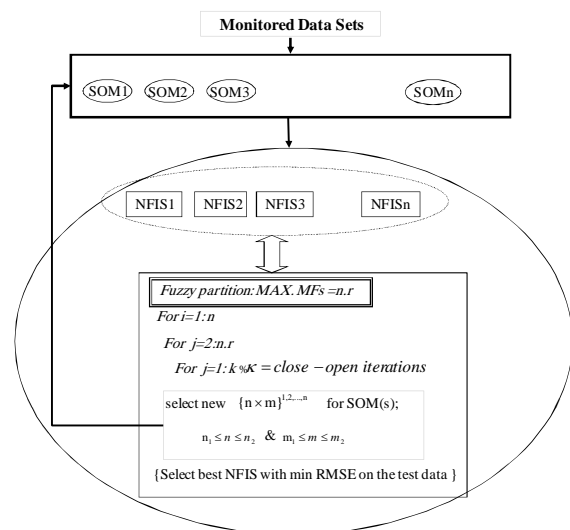 Monitored Data Sets
SOM1 SOM2 SOM3 SOMn
NFIS1 NFIS2 NFIS3 NFISn
Fuzzy partition: MAX. MFs =n.r
For i=1:n
For j=2:n.r
For j=1: k %K = close – open iterations
select new {n × m}^{1,2,...,n} for SOM(s);
n₁ ≤ n ≤ n₂ & m₁ ≤ m ≤ m₂
{Select best NFIS with min RMSE on the test data }